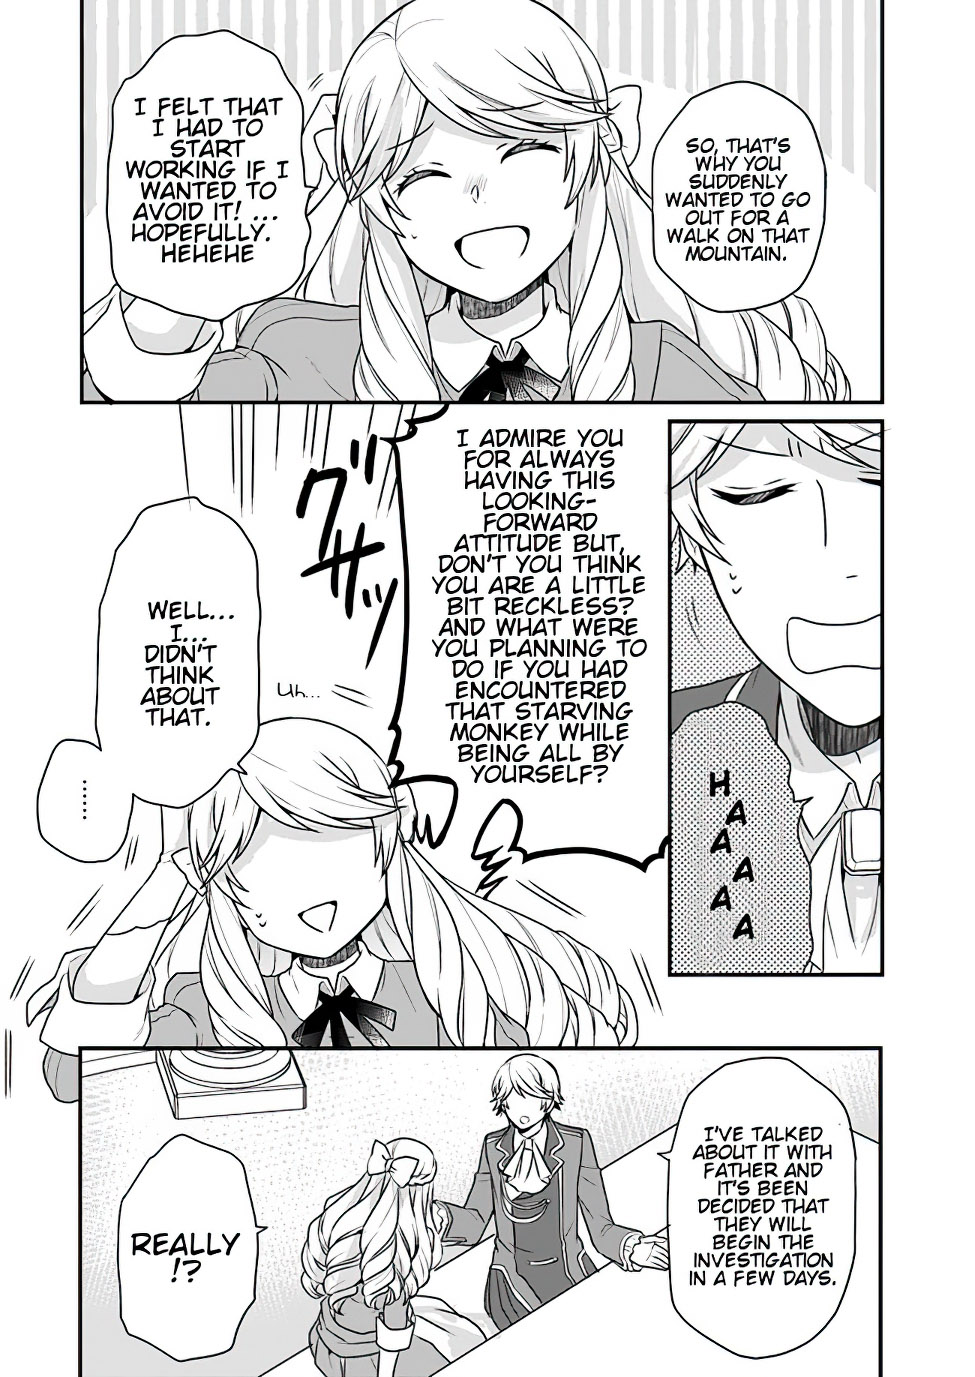 SO, THAT'S
WHY YOU
SUDDENLY
WANTED TO GO
OUT FOR A
WALK ON THAT
MOUNTAIN.
I FELT THAT
I HAD TO
START
WORKING IF I
WANTED TO
AVOID IT! ...
HOPEFULLY.
HEHEHE
HAAAAAA
I ADMIRE YOU
FOR ALWAYS
HAVING THIS
LOOKING-
FORWARD
ATTITUDE BUT,
DON'T YOU THINK
YOU ARE A LITTLE
BIT RECKLESS?
AND WHAT WERE
YOU PLANNING TO
DO IF YOU HAD
ENCOUNTERED
THAT STARVING
MONKEY WHILE
BEING ALL BY
YOURSELF?
グサッ
Uh...
WELL...
I...
DIDN'T
THINK
ABOUT
THAT.
......
I'VE TALKED
ABOUT IT WITH
FATHER AND
IT'S BEEN
DECIDED THAT
THEY WILL
BEGIN THE
INVESTIGATION
IN A FEW DAYS.
REALLY
!?